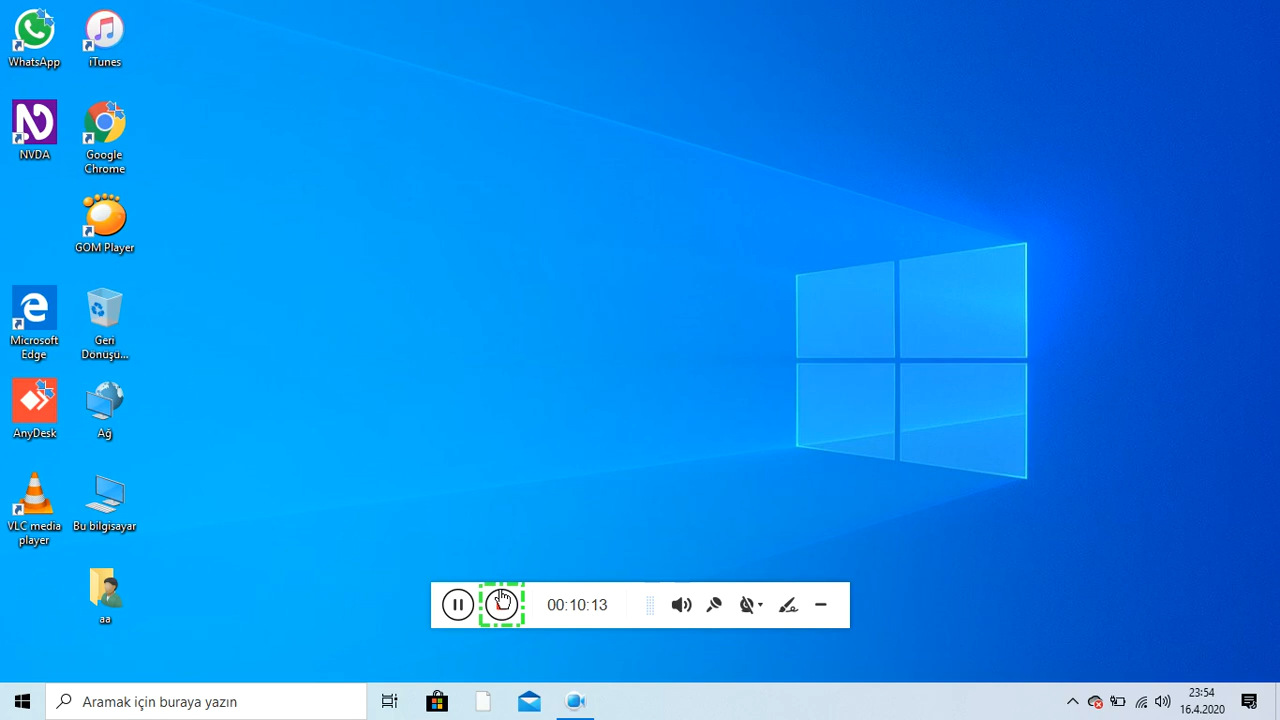 WhatsApp
iTunes
NVDA
Google
Chrome
GOM Player
Microsoft
Edge
Geri
Dönüşü...
AnyDesk
Ağ
VLC media
player
Bu bilgisayar
aa
00:10:13
Aramak için buraya yazın
23:54
16.4.2020